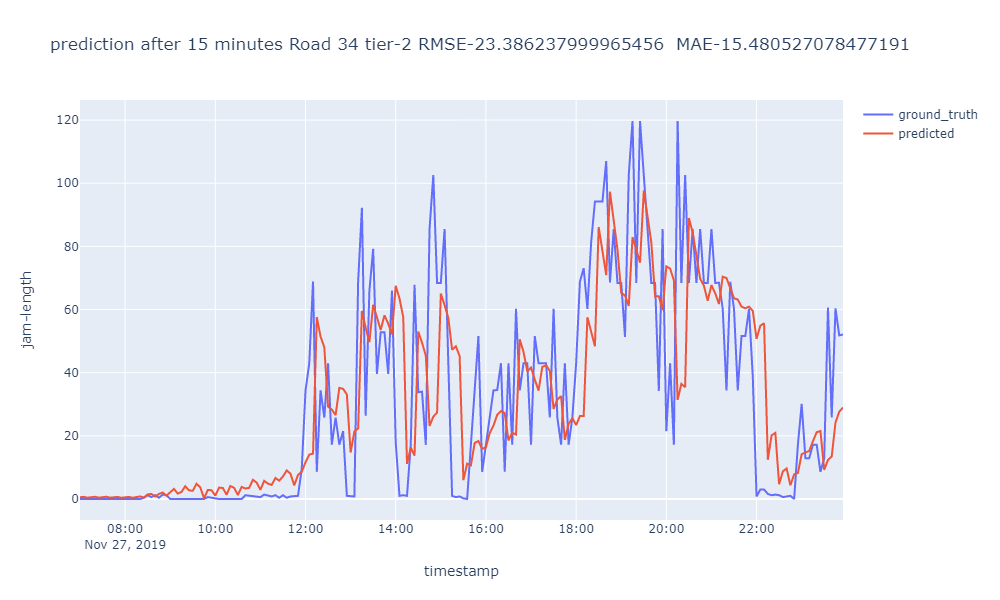 prediction after 15 minutes Road 34 tier-2 RMSE-23.386237999965456  MAE-15.480527078477191
ground_truth
predicted
120
100
80
60
40
20
0
jam-length
08:00 10:00 12:00 14:00 16:00 18:00 20:00 22:00
Nov 27, 2019
timestamp